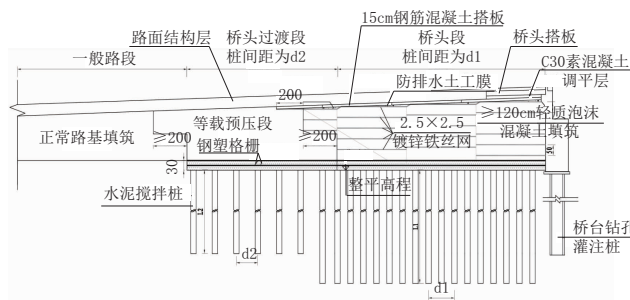 15cm钢筋混凝土搭板
路面结构层
桥头过渡段
桩间距为d2
桥头段
桩间距为d1
桥头搭板
C30素混凝土
调平层
一般路段
防排水土工膜
200
正常路基填筑
≥200
等载预压段
钢塑格栅
≥200
2.5×2.5
镀锌铁丝网
≥120cm轻质泡沫
混凝土填筑
50
30
整平高程
水泥搅拌桩
L2
L1
d2
d1
桥台钻孔
灌注桩